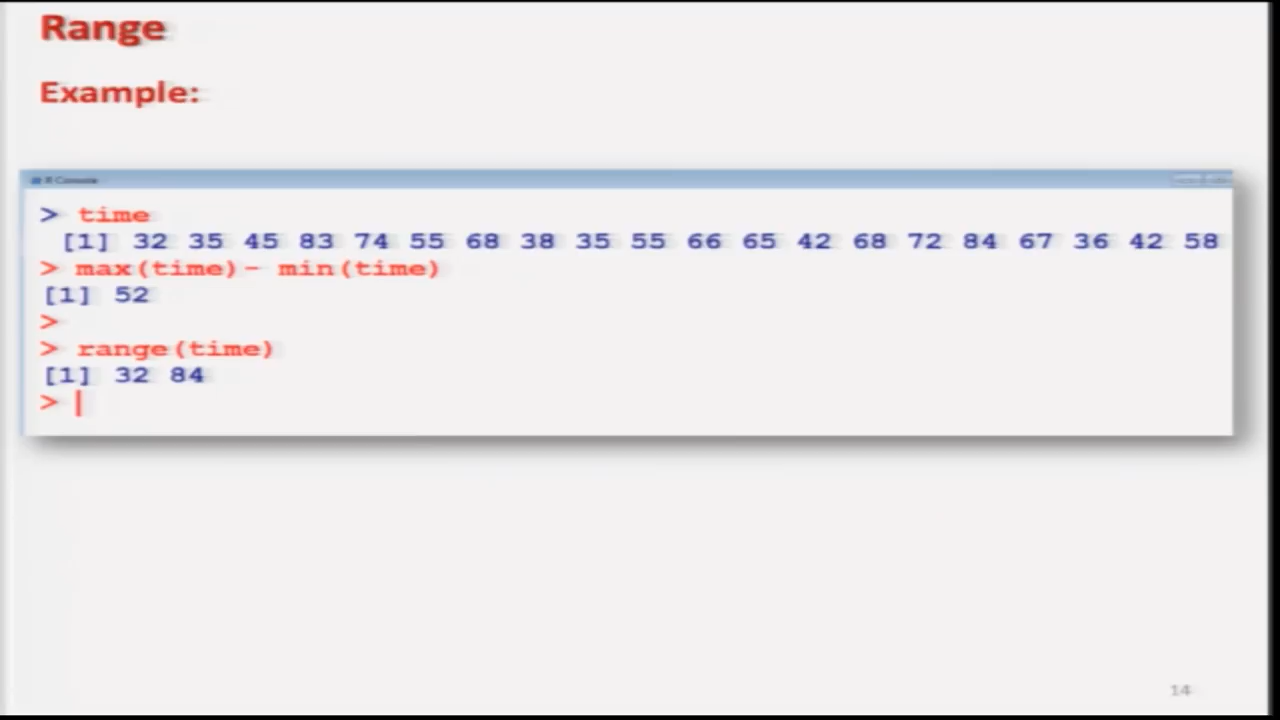 Range
Example:
R Console
> time
[1] 32 35 45 83 74 55 68 38 35 55 66 65 42 68 72 84 67 36 42 58
> max(time)- min(time)
[1] 52
>
> range(time)
[1] 32 84
>
14